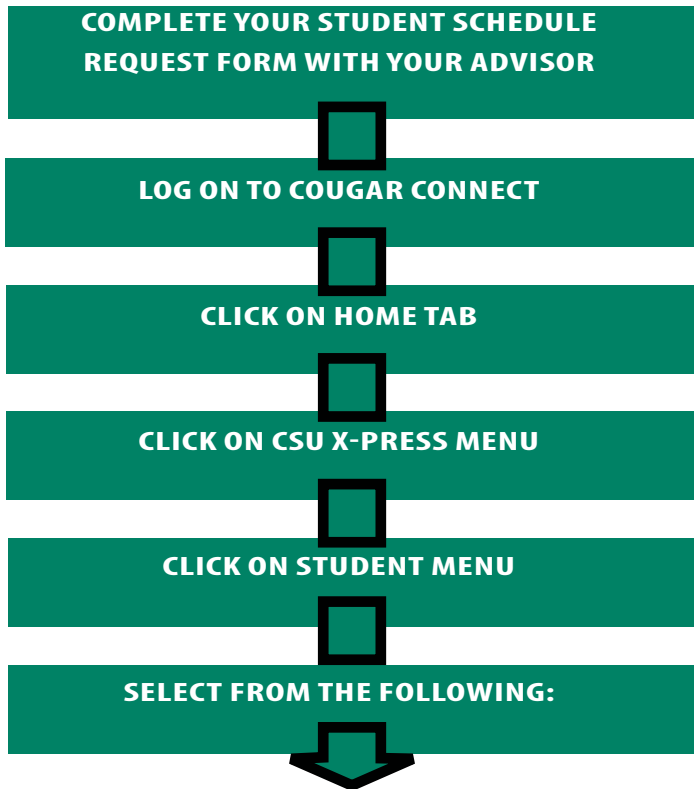 COMPLETE YOUR STUDENT SCHEDULE
REQUEST FORM WITH YOUR ADVISOR
LOG ON TO COUGAR CONNECT
CLICK ON HOME TAB
CLICK ON CSU X-PRESS MENU
CLICK ON STUDENT MENU
SELECT FROM THE FOLLOWING: